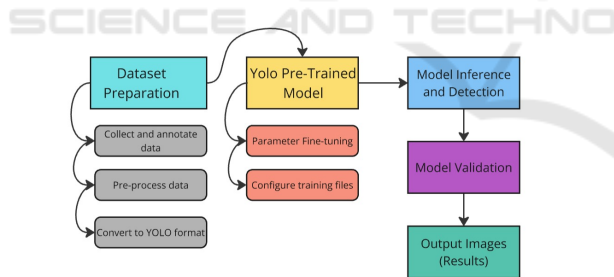 SCIENCE AND TECHNO
Dataset
Preparation
Collect and annotate
data
Pre-process data
Convert to YOLO format
Yolo Pre-Trained
Model
Parameter Fine-tuning
Configure training files
Model Inference
and Detection
Model Validation
Output Images
(Results)